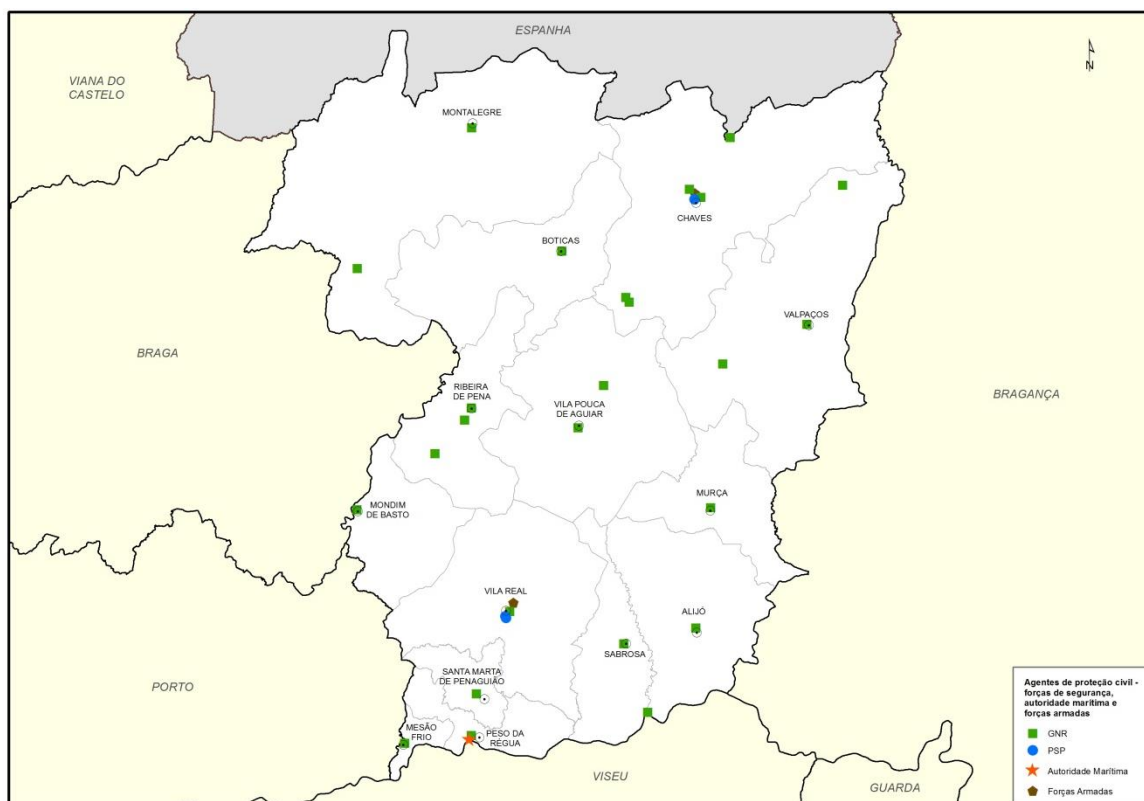 ESPANHA
VIANA DO
CASTELO
N
MONTALEGRE
CHAVES
BOTICAS
VALPAÇOS
BRAGA
RIBEIRA
DE PENA
VILA POUCA
DE AGUIAR
BRAGANÇA
MURÇA
MONDIM
DE BASTO
VILA REAL
ALIJÓ
SABROSA
SANTA MARTA
DE PENAGUIÃO
PORTO
MESÃO
FRIO
PESO DA
RÉGUA
VISEU
GUARDA
Agentes de proteção civil -
forças de segurança,
autoridade marítima e
forças armadas
GNR
PSP
Autoridade Marítima
Forças Armadas